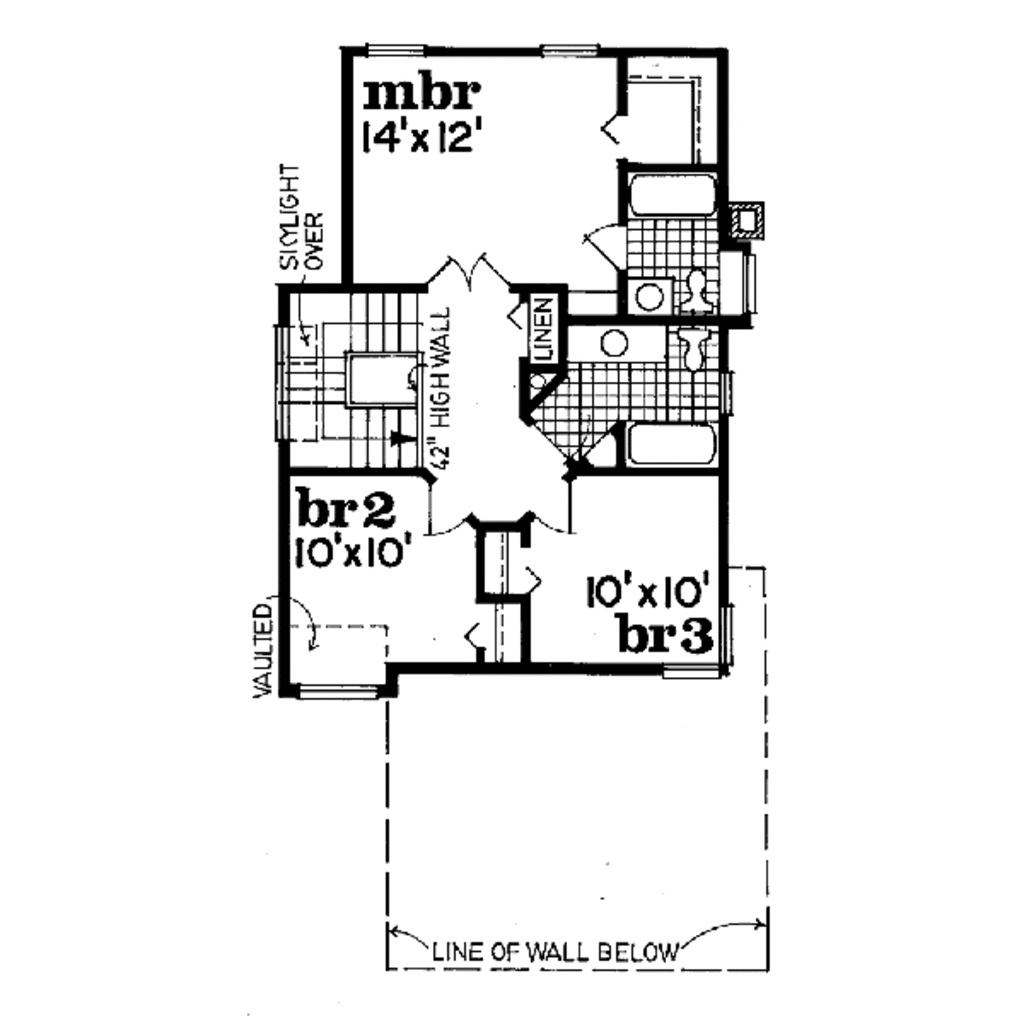 mbr
14'x12'
SKYLIGHT
OVER
LINEN
42" HIGH WALL
br2
10'x10'
10'x10'
br3
VAULTED
LINE OF WALL BELOW